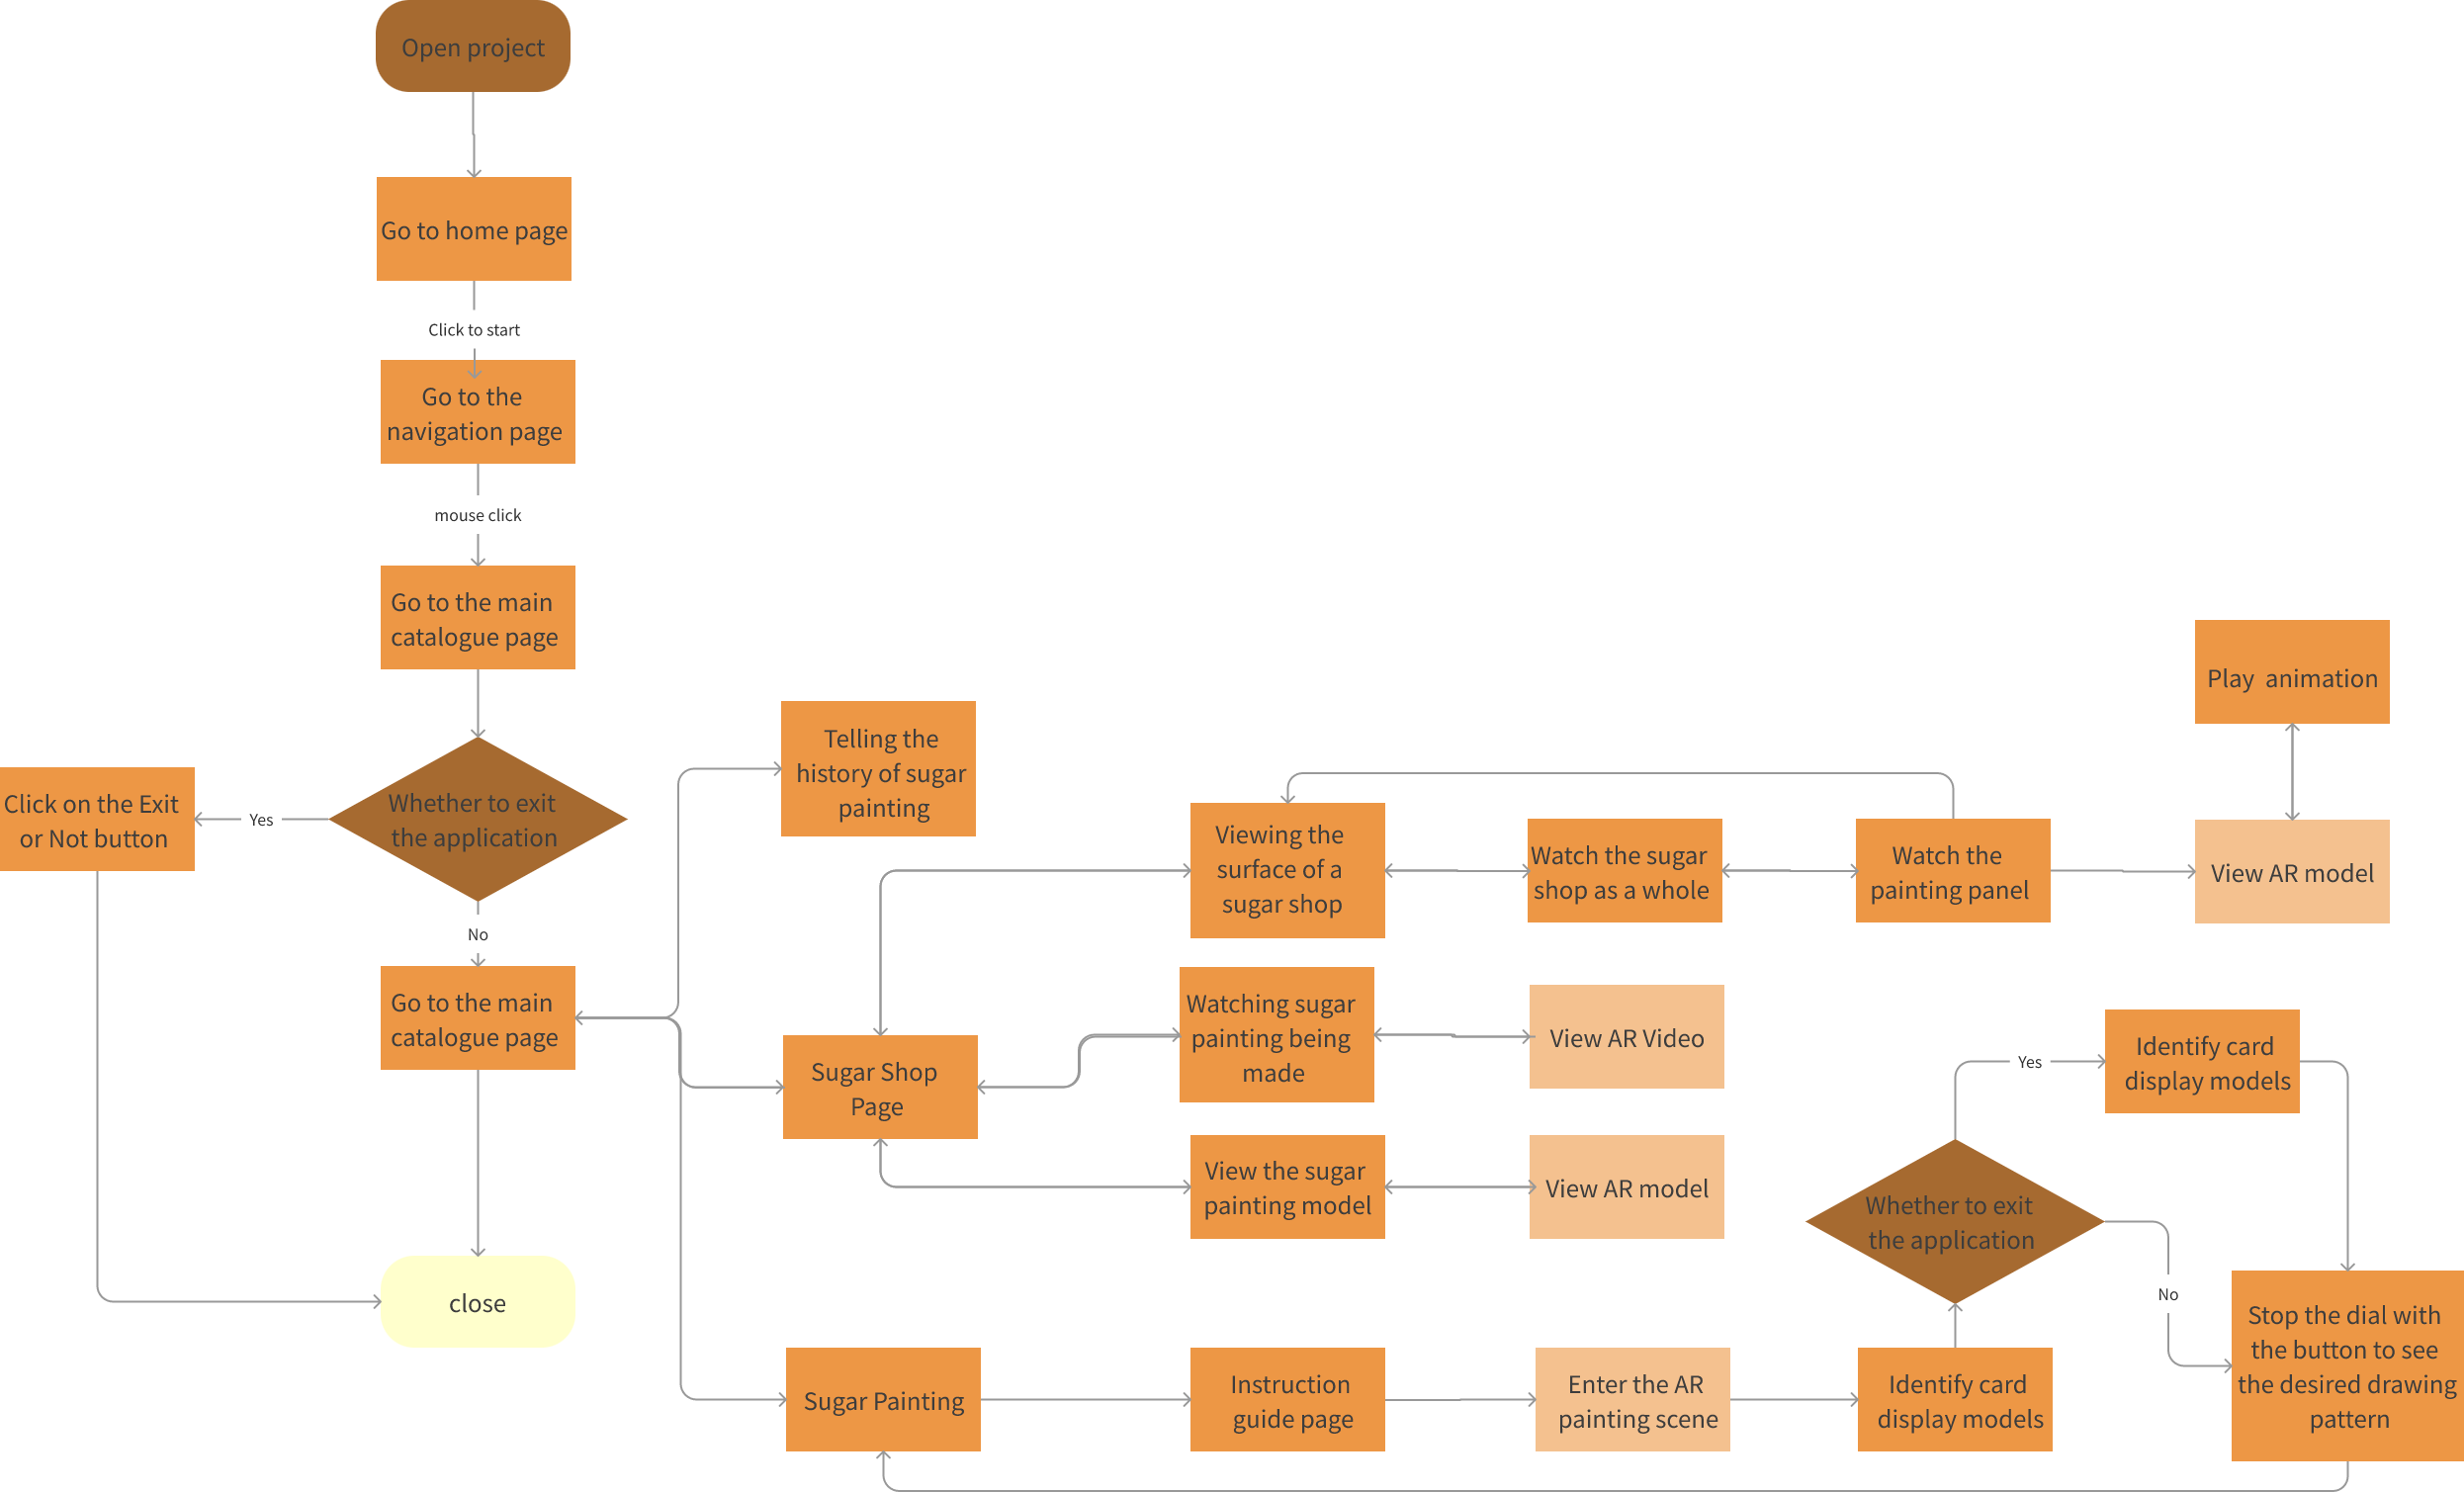 Open project
Go to home page
Click to start
Go to the
navigation page
mouse click
Go to the main
catalogue page
Whether to exit
the application
Yes
Click on the Exit
or Not button
No
Go to the main
catalogue page
close
Telling the
history of sugar
painting
Sugar Shop
Page
Viewing the
surface of a
sugar shop
Watch the sugar
shop as a whole
Watch the
painting panel
View AR model
Play  animation
Watching sugar
painting being
made
View AR Video
View the sugar
painting model
View AR model
Sugar Painting
Instruction
guide page
Enter the AR
painting scene
Identify card
display models
Whether to exit
the application
Yes
Identify card
display models
No
Stop the dial with
the button to see
the desired drawing
pattern